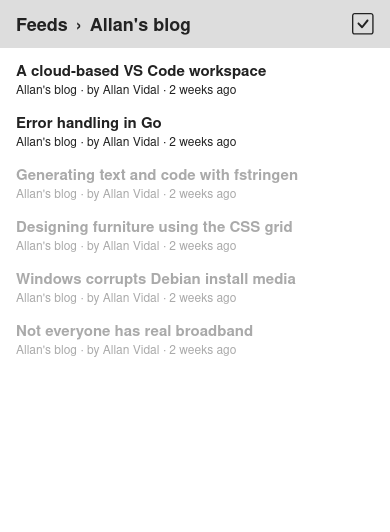 Feeds › Allan's blog
A cloud-based VS Code workspace
Allan's blog · by Allan Vidal · 2 weeks ago
Error handling in Go
Allan's blog · by Allan Vidal · 2 weeks ago
Generating text and code with fstringen
Allan's blog · by Allan Vidal · 2 weeks ago
Designing furniture using the CSS grid
Allan's blog · by Allan Vidal · 2 weeks ago
Windows corrupts Debian install media
Allan's blog · by Allan Vidal · 2 weeks ago
Not everyone has real broadband
Allan's blog · by Allan Vidal · 2 weeks ago